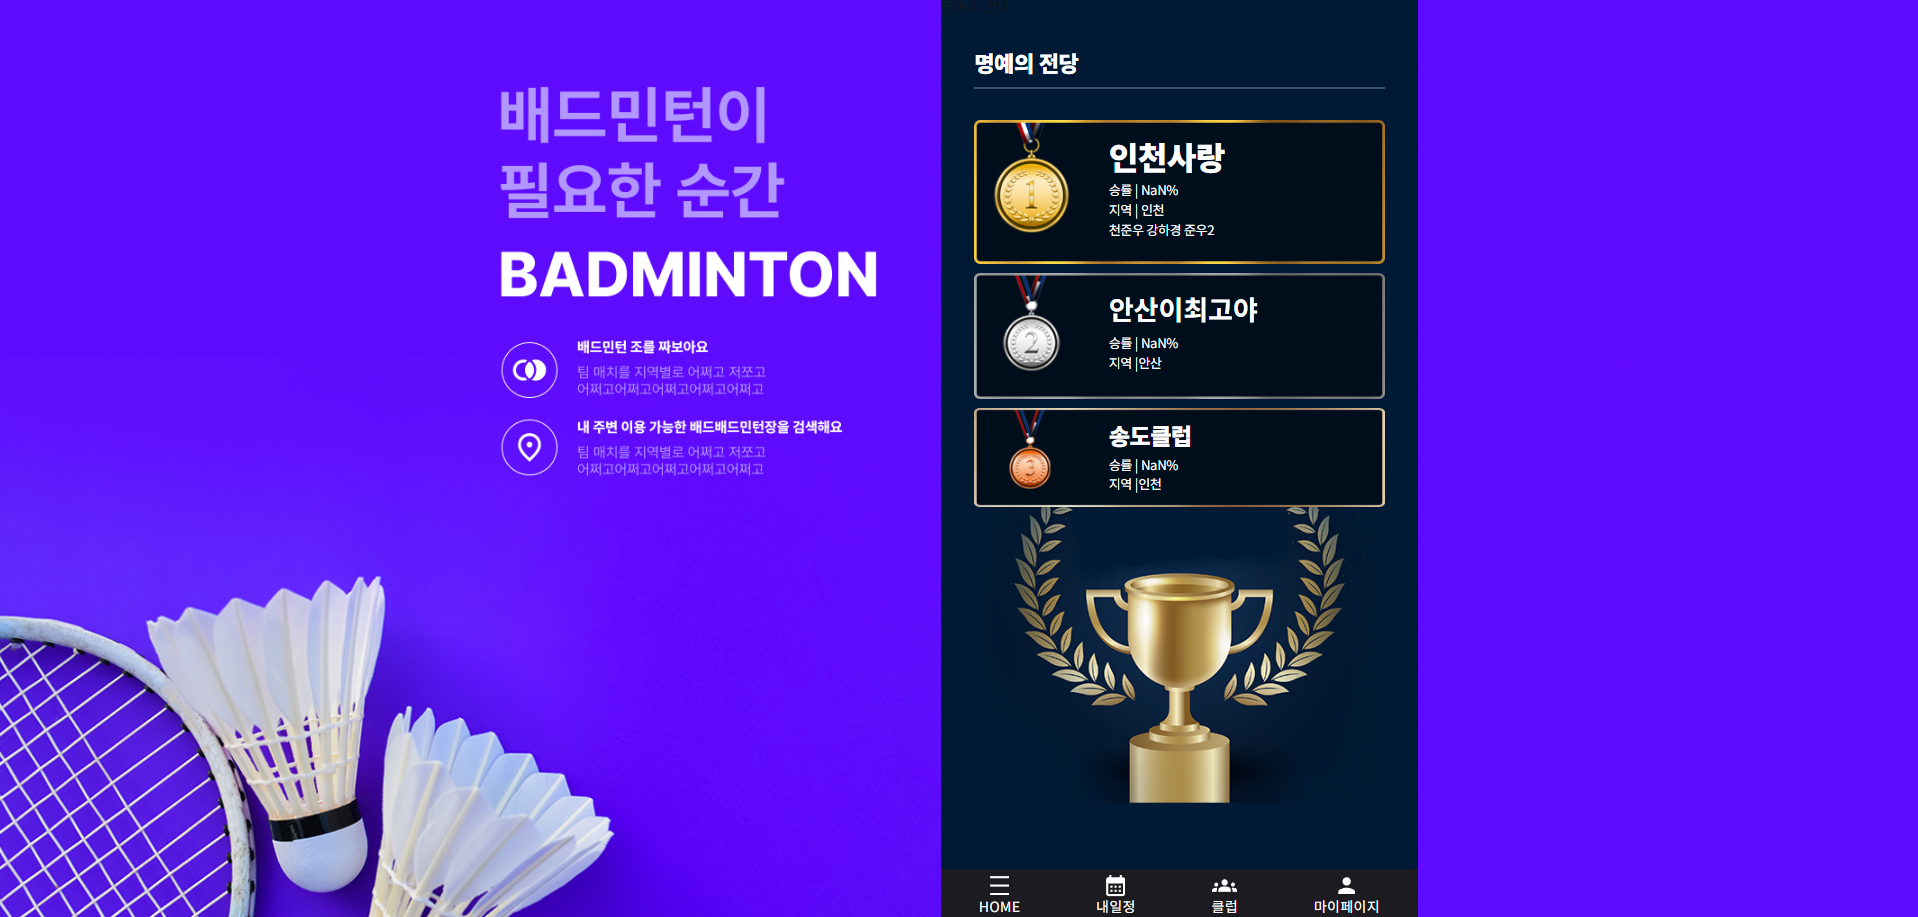 배드민턴이
필요한 순간
BADMINTON
배드민턴 조를 짜보아요
팀 매치를 지역별로 어쩌고 저쩌고
어쩌고어쩌고어쩌고어쩌고어쩌고
내 주변 이용 가능한 배드배드민턴장을 검색해요
팀 매치를 지역별로 어쩌고 저쪼고
어쩌고어쩌고어쩌고어쩌고어쩌고
명예의 전당
명예의 전당
1
인천사랑
승률 | NaN%
지역 | 인천
천준우 강하경 준우2
2
안산이최고야
승률 | NaN%
지역 |안산
3
송도클럽
승률 | NaN%
지역 |인천
HOME
내일정
클럽
마이페이지